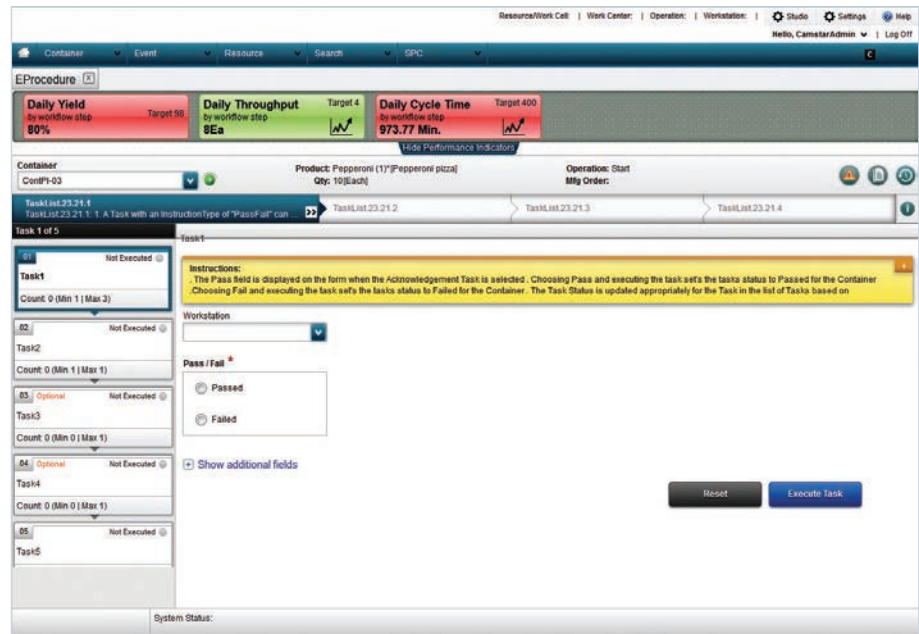 Resource/Work Cell: | Work Center: | Operation: | Workstation: | Studio Settings Help
Hello, CamstarAdmin | Log Off
Container Event Resource Search SPC
C
EProcedure X
Daily Yield
by workflow step
80%
Target 98
Daily Throughput
by workflow step
8Ea
Target 4
Daily Cycle Time
by workflow step
973.77 Min.
Target 400
Hide Performance Indicators
Container
ContPI-03
Product: Pepperoni (1)*[Pepperoni pizza]
Qty: 10[Each]
Operation: Start
Mfg Order:
TaskList.23.21.1
TaskList.23.21.1: 1. A Task with an InstructionType of "PassFail" can ...
TaskList.23.21.2
TaskList.23.21.3
TaskList.23.21.4
Task 1 of 5
01 Not Executed
Task1
Count: 0 (Min 1 | Max 3)
02 Not Executed
Task2
Count: 0 (Min 1 | Max 1)
03 Optional Not Executed
Task3
Count: 0 (Min 0 | Max 1)
04 Optional Not Executed
Task4
Count: 0 (Min 0 | Max 1)
05 Not Executed
Task5
Task1
Instructions:
. The Pass field is displayed on the form when the Acknowledgement Task is selected . Choosing Pass and executing the task sets the tasks status to Passed for the Container
.Choosing Fail and executing the task sets the tasks status to Failed for the Container . The Task Status is updated appropriately for the Task in the list of Tasks based on
Workstation
Pass / Fail *
Passed
Failed
Show additional fields
Reset
Execute Task
System Status: